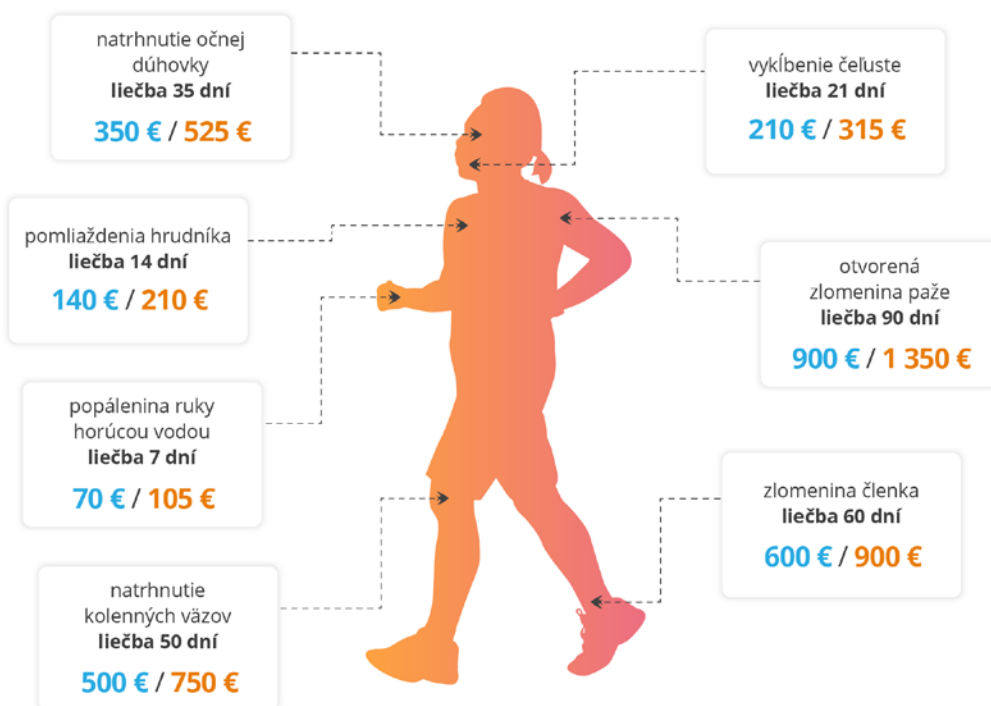 natrhnutie očnej
dúhovky
liečba 35 dní
350 € / 525 €
vykĺbenie čeľuste
liečba 21 dní
210 € / 315 €
pomliaždenia hrudníka
liečba 14 dní
140 € / 210 €
otvorená
zlomenina paže
liečba 90 dní
900 € / 1 350 €
popálenina ruky
horúcou vodou
liečba 7 dní
70 € / 105 €
zlomenina členka
liečba 60 dní
600 € / 900 €
natrhnutie
kolenných väzov
liečba 50 dní
500 € / 750 €